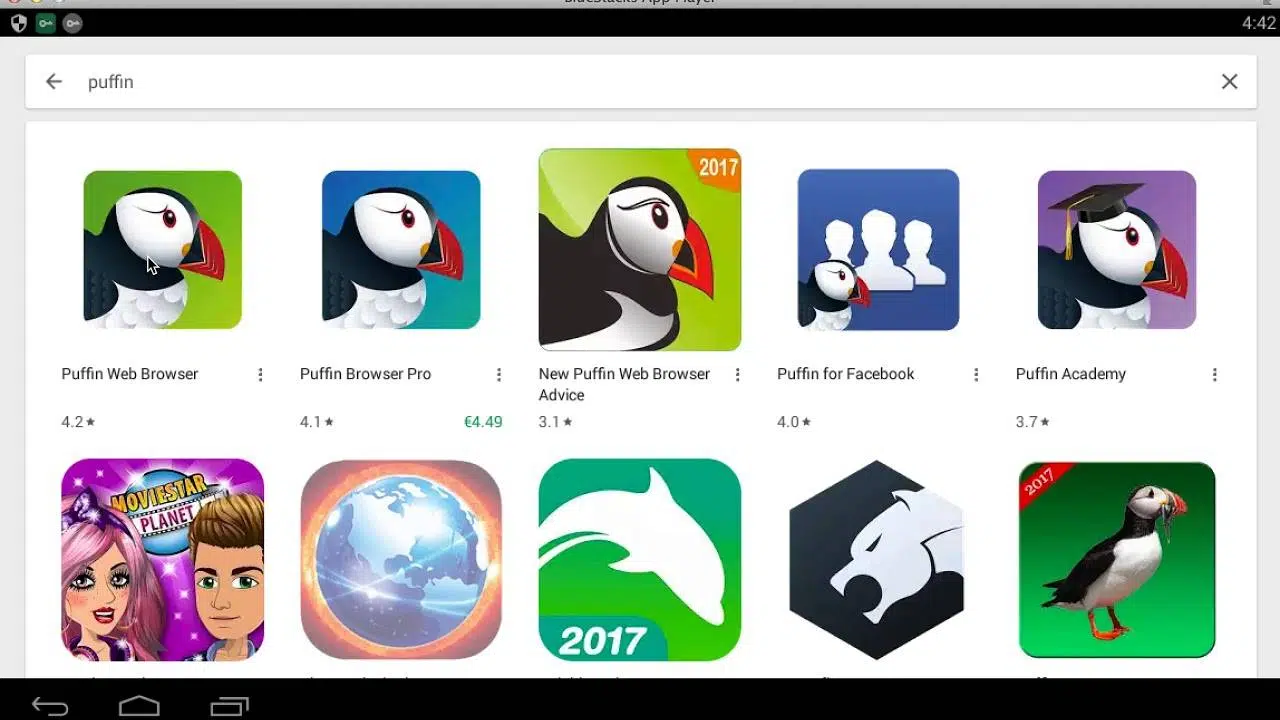 BlueStacks App Player
4:42
puffin
2017
Puffin Web Browser
Puffin Browser Pro
New Puffin Web Browser
Advice
Puffin for Facebook
Puffin Academy
4.2★
4.1★
€4.49
3.1★
4.0★
3.7★
MOVIESTAR
PLANET
2017
2017